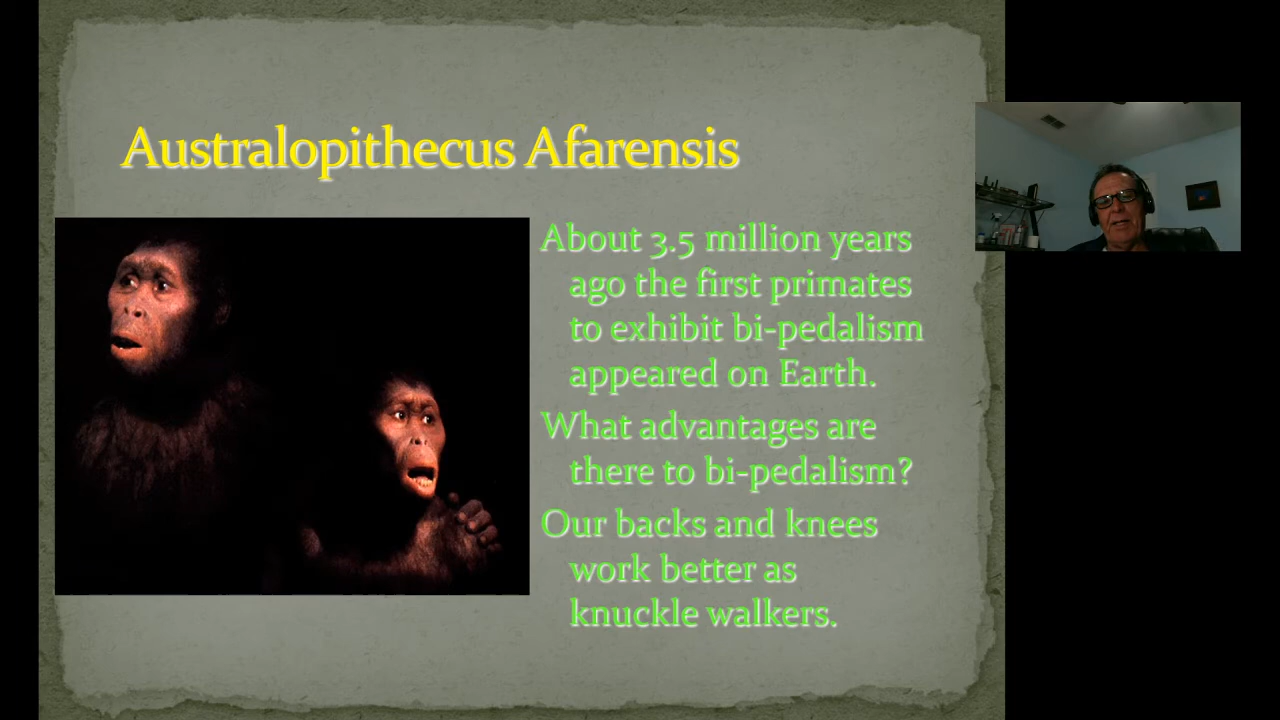 Australopithecus Afarensis
About 3.5 million years
ago the first primates
to exhibit bi-pedalism
appeared on Earth.
What advantages are
there to bi-pedalism?
Our backs and knees
work better as
knuckle walkers.